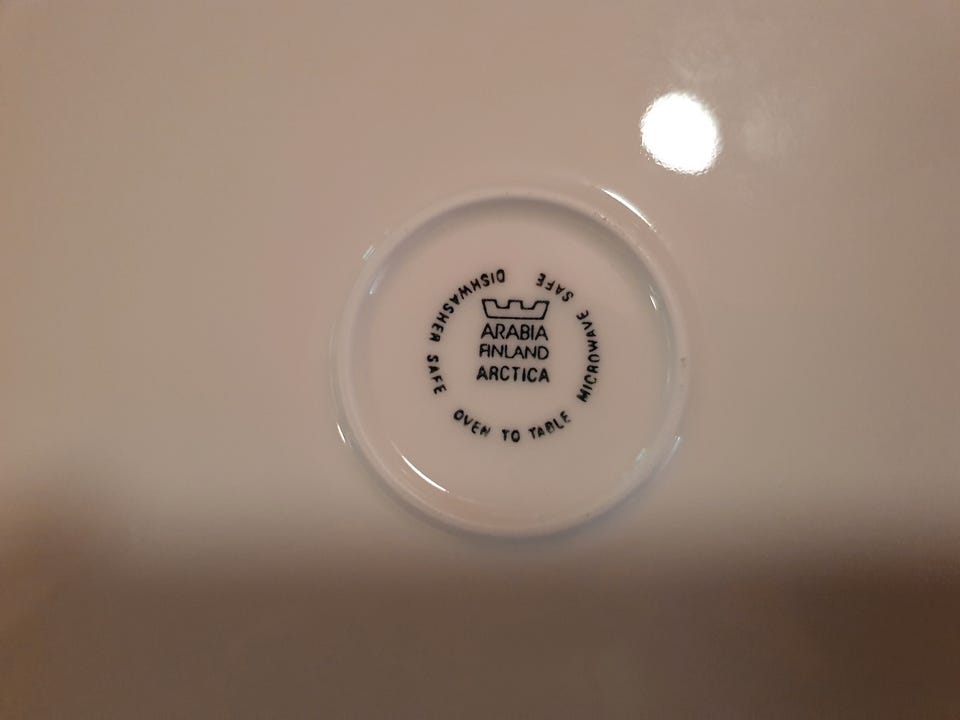 ARABIA
FINLAND
ARCTICA
DISHWASHER SAFE
OVEN TO TABLE
MICROWAVE SAFE